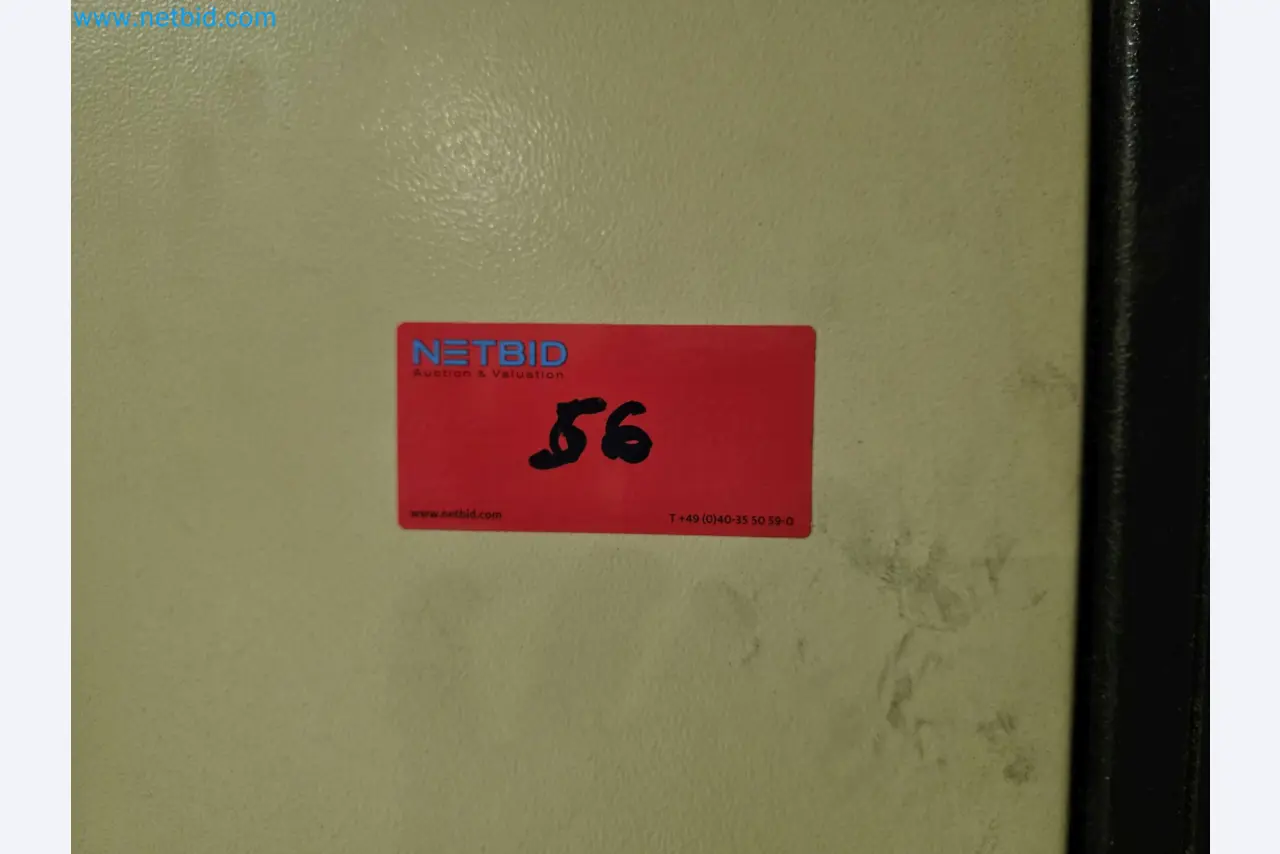 www.netbid.com
NETBID
Auction & Valuation
56
www.netbid.com
T +49 (0)40-35 50 59-0